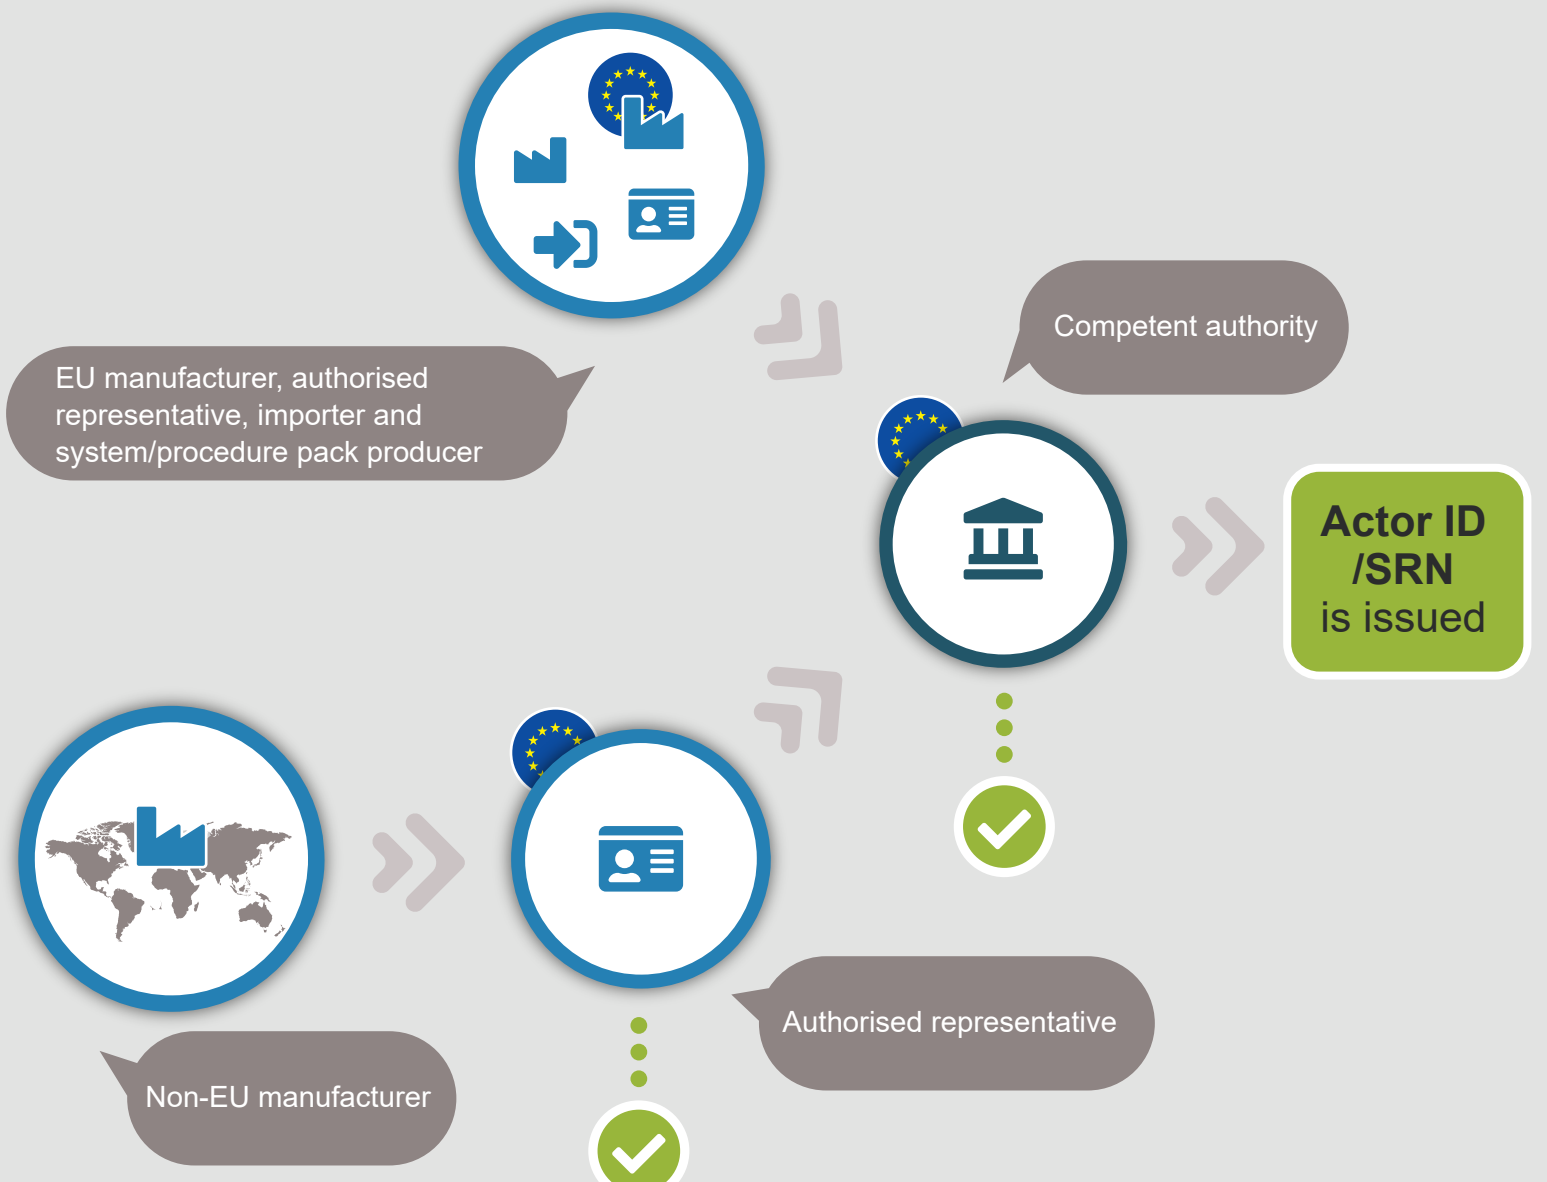 EU manufacturer, authorised
representative, importer and
system/procedure pack producer
Competent authority
Actor ID
/SRN
is issued
Authorised representative
Non-EU manufacturer